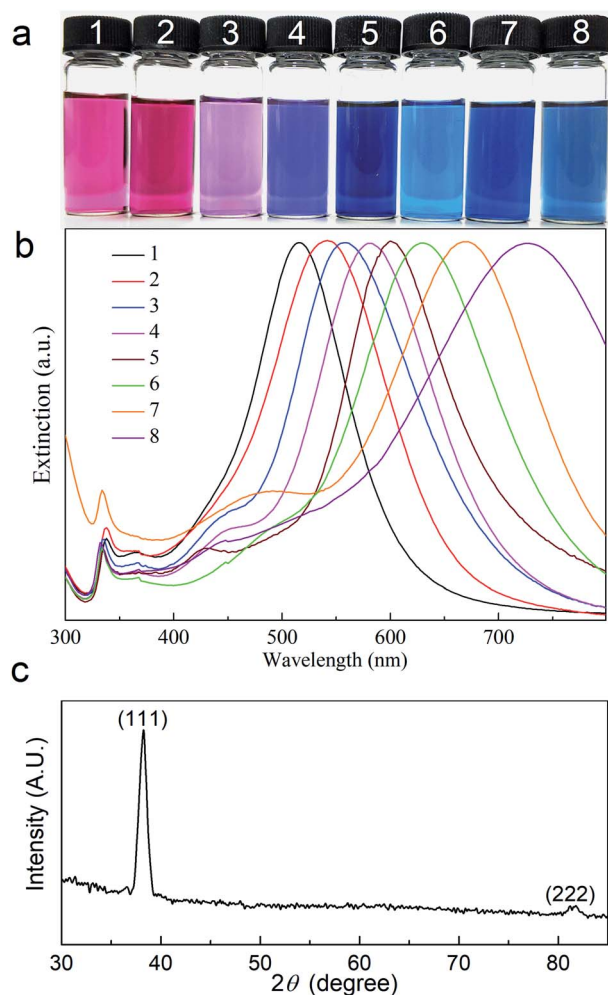 a
1 2 3 4 5 6 7 8
b
1
2
3
4
5
6
7
8
Extinction (a.u.)
300 400 500 600 700
Wavelength (nm)
c
(111)
(222)
Intensity (A.U.)
30 40 50 60 70 80
2θ (degree)